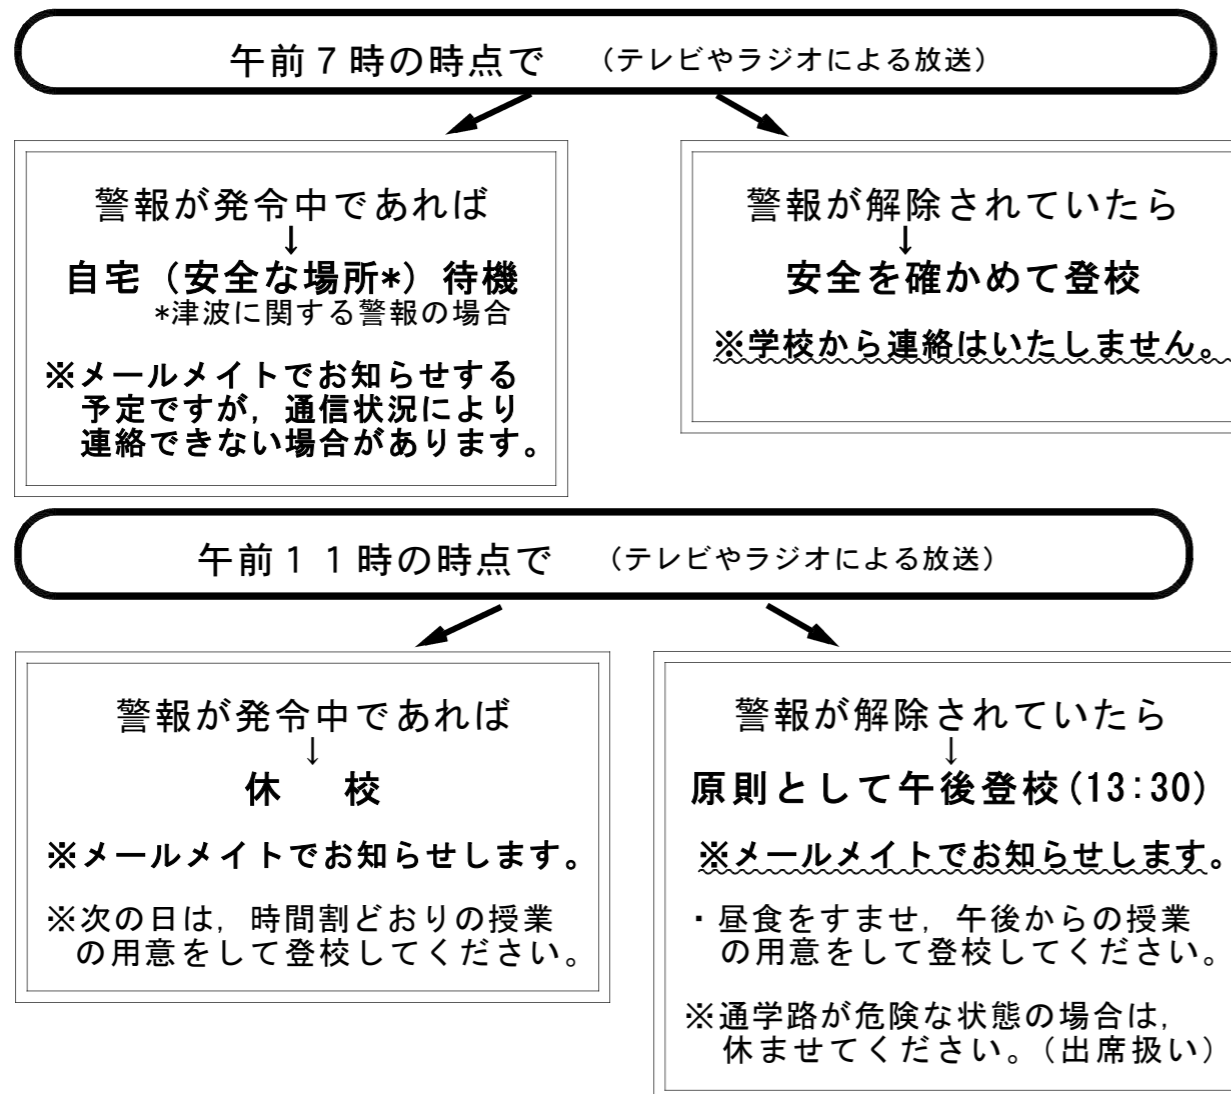 午前７時の時点で （テレビやラジオによる放送）
警報が発令中であれば
↓
自宅（安全な場所*）待機
*津波に関する警報の場合
※メールメイトでお知らせする
予定ですが，通信状況により
連絡できない場合があります。
警報が解除されていたら
↓
安全を確かめて登校
※学校から連絡はいたしません。
午前１１時の時点で （テレビやラジオによる放送）
警報が発令中であれば
↓
休 校
※メールメイトでお知らせします。
※次の日は，時間割どおりの授業
の用意をして登校してください。
警報が解除されていたら
↓
原則として午後登校(13:30)
※メールメイトでお知らせします。
・昼食をすませ，午後からの授業
の用意をして登校してください。
※通学路が危険な状態の場合は，
休ませてください。（出席扱い）